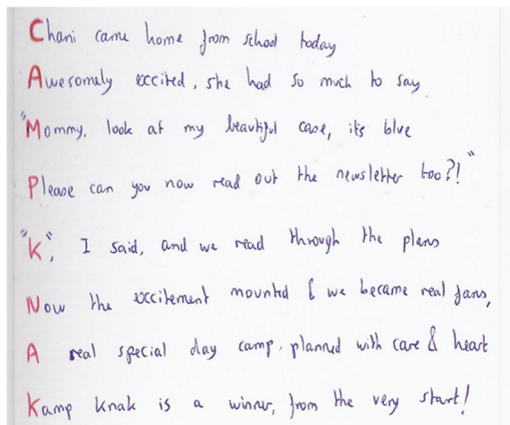 Chani came home from school today
Awesomely excited, she had so much to say
"Mommy, look at my beautiful case, it's blue
Please can you now read out the newsletter too?!"
"K", I said, and we read through the plans
Now the excitement mounted & we became real fans,
A real special day camp, planned with care & heart
Kamp Knak is a winner, from the very start!